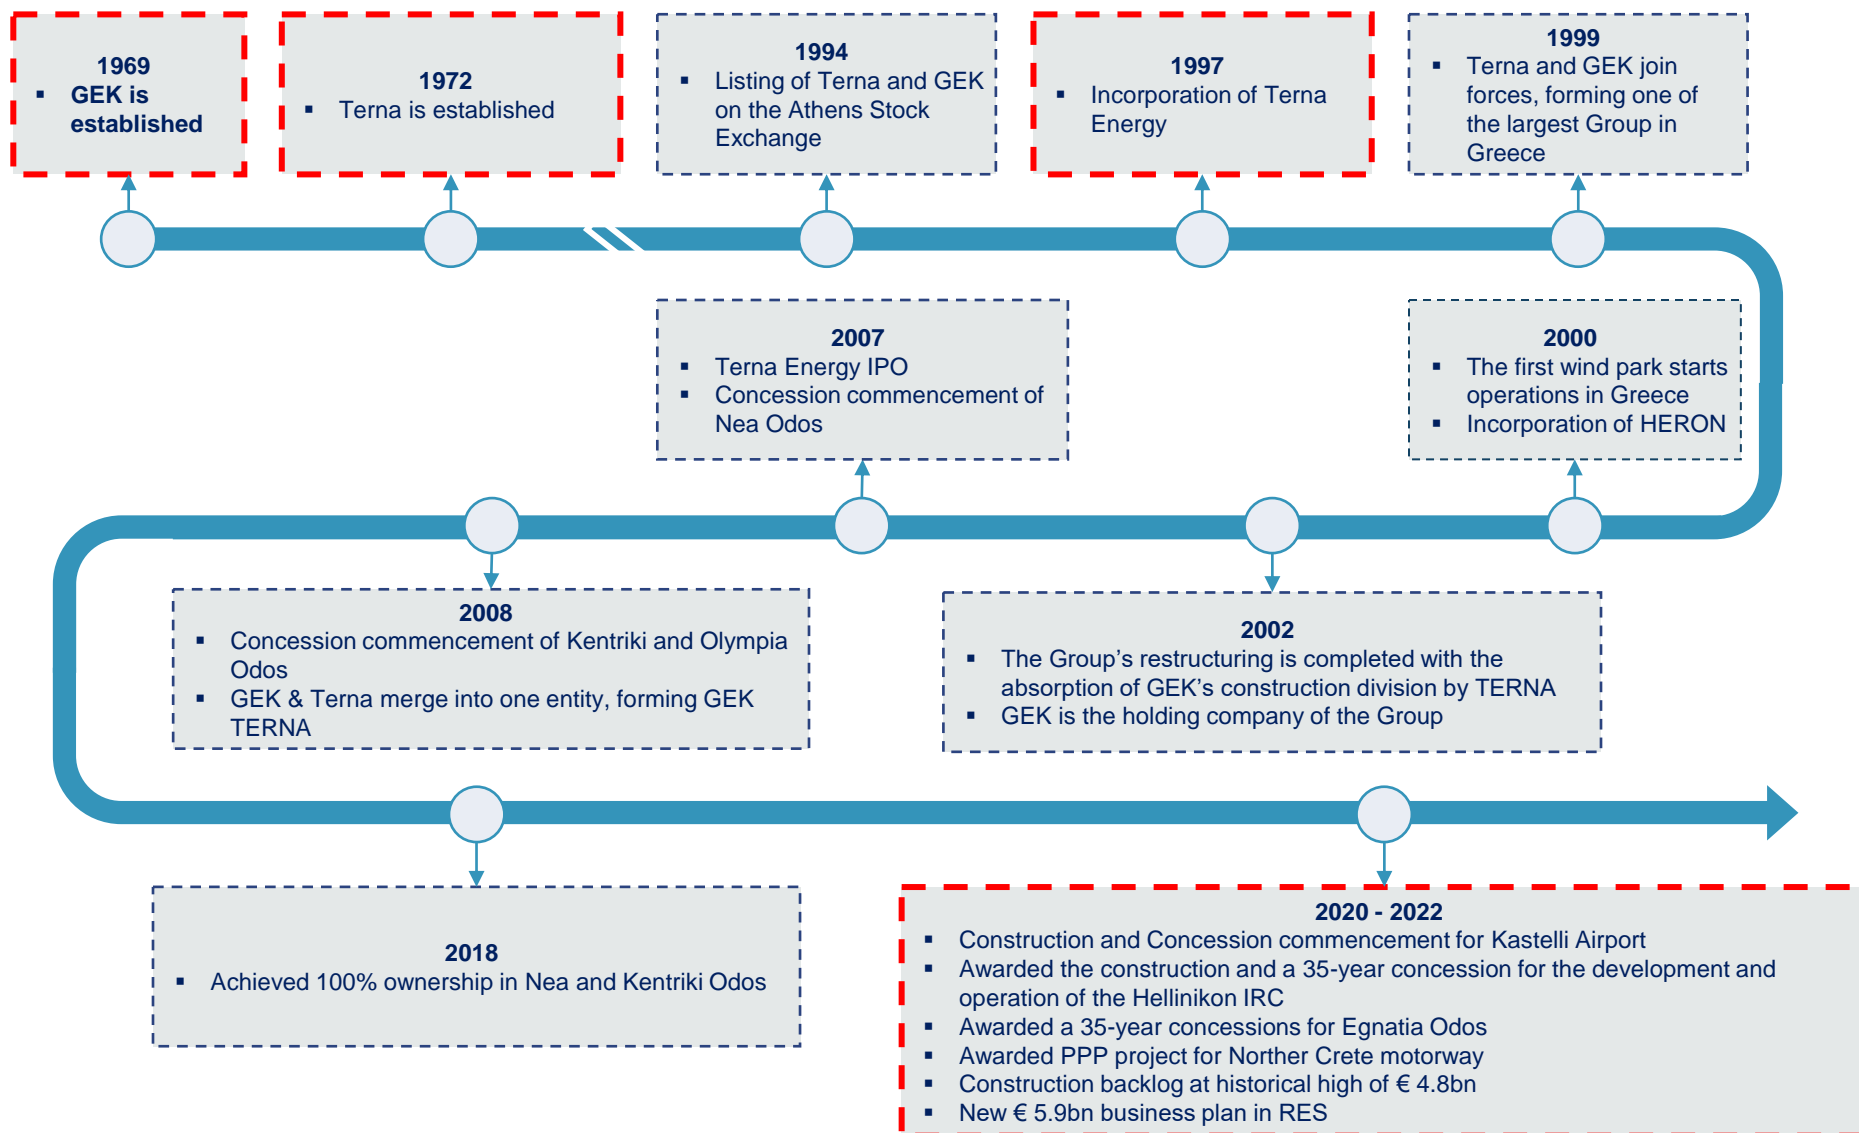 1969
▪ GEK is
established
1972
▪ Terna is established
1994
▪ Listing of Terna and GEK
on the Athens Stock
Exchange
1997
▪ Incorporation of Terna
Energy
1999
▪ Terna and GEK join
forces, forming one of
the largest Group in
Greece
2000
▪ The first wind park starts
operations in Greece
▪ Incorporation of HERON
2002
▪ The Group’s restructuring is completed with the
absorption of GEK’s construction division by TERNA
▪ GEK is the holding company of the Group
2007
▪ Terna Energy IPO
▪ Concession commencement of
Nea Odos
2008
▪ Concession commencement of Kentriki and Olympia
Odos
▪ GEK & Terna merge into one entity, forming GEK
TERNA
2018
▪ Achieved 100% ownership in Nea and Kentriki Odos
2020 - 2022
▪ Construction and Concession commencement for Kastelli Airport
▪ Awarded the construction and a 35-year concession for the development and
operation of the Hellinikon IRC
▪ Awarded a 35-year concessions for Egnatia Odos
▪ Awarded PPP project for Norther Crete motorway
▪ Construction backlog at historical high of € 4.8bn
▪ New € 5.9bn business plan in RES